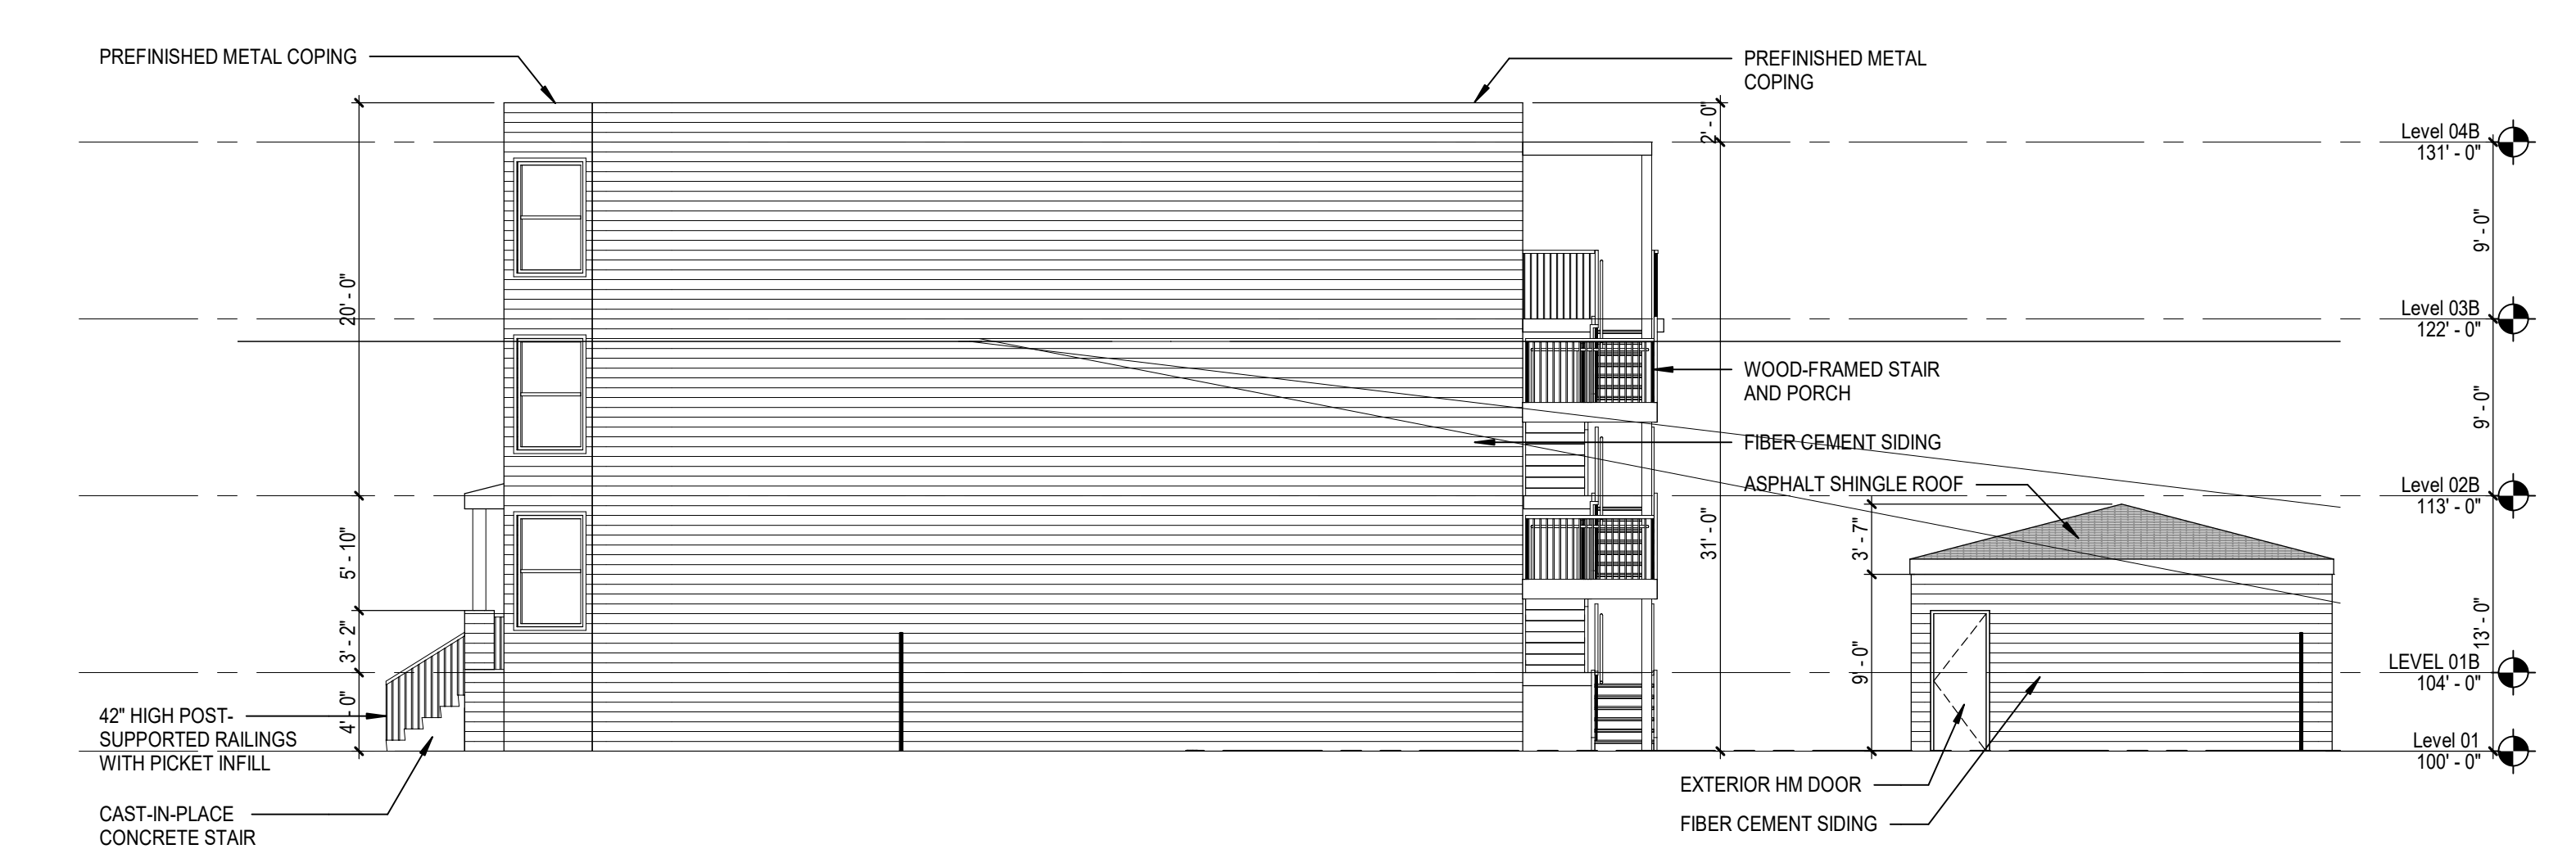 PREFINISHED METAL COPING
PREFINISHED METAL
COPING
2' - 0"
Level 04B
131' - 0"
9' - 0"
20' - 0"
Level 03B
122' - 0"
WOOD-FRAMED STAIR
AND PORCH
9' - 0"
FIBER CEMENT SIDING
ASPHALT SHINGLE ROOF
Level 02B
113' - 0"
5' - 10"
31' - 0"
3' - 7"
3' - 2"
9' - 0"
13' - 0"
LEVEL 01B
104' - 0"
4' - 0"
42" HIGH POST-
SUPPORTED RAILINGS
WITH PICKET INFILL
Level 01
100' - 0"
EXTERIOR HM DOOR
CAST-IN-PLACE
CONCRETE STAIR
FIBER CEMENT SIDING